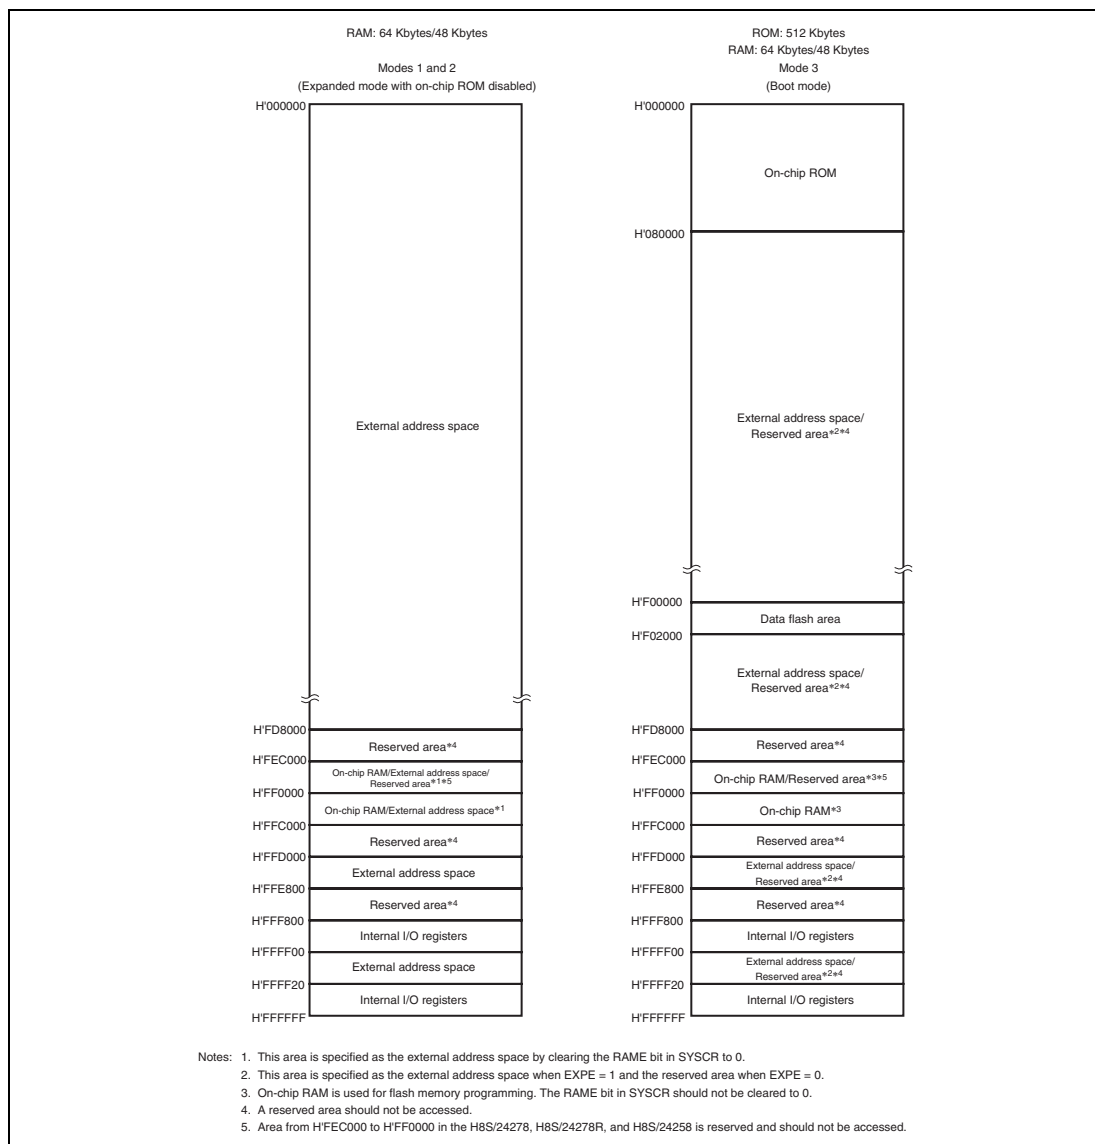 RAM: 64 Kbytes/48 Kbytes
Modes 1 and 2
(Expanded mode with on-chip ROM disabled)
H'000000
External address space
H'FD8000
Reserved area*4
H'FEC000
On-chip RAM/External address space/
Reserved area*1*5
H'FF0000
On-chip RAM/External address space*1
H'FFC000
Reserved area*4
H'FFD000
External address space
H'FFE800
Reserved area*4
H'FFF800
Internal I/O registers
H'FFFF00
External address space
H'FFFF20
Internal I/O registers
H'FFFFFF
ROM: 512 Kbytes
RAM: 64 Kbytes/48 Kbytes
Mode 3
(Boot mode)
H'000000
On-chip ROM
H'080000
External address space/
Reserved area*2*4
H'F00000
Data flash area
H'F02000
External address space/
Reserved area*2*4
H'FD8000
Reserved area*4
H'FEC000
On-chip RAM/Reserved area*3*5
H'FF0000
On-chip RAM*3
H'FFC000
Reserved area*4
H'FFD000
External address space/
Reserved area*2*4
H'FFE800
Reserved area*4
H'FFF800
Internal I/O registers
H'FFFF00
External address space/
Reserved area*2*4
H'FFFF20
Internal I/O registers
H'FFFFFF
Notes: 1. This area is specified as the external address space by clearing the RAME bit in SYSCR to 0.
2. This area is specified as the external address space when EXPE = 1 and the reserved area when EXPE = 0.
3. On-chip RAM is used for flash memory programming. The RAME bit in SYSCR should not be cleared to 0.
4. A reserved area should not be accessed.
5. Area from H'FEC000 to H'FF0000 in the H8S/24278, H8S/24278R, and H8S/24258 is reserved and should not be accessed.